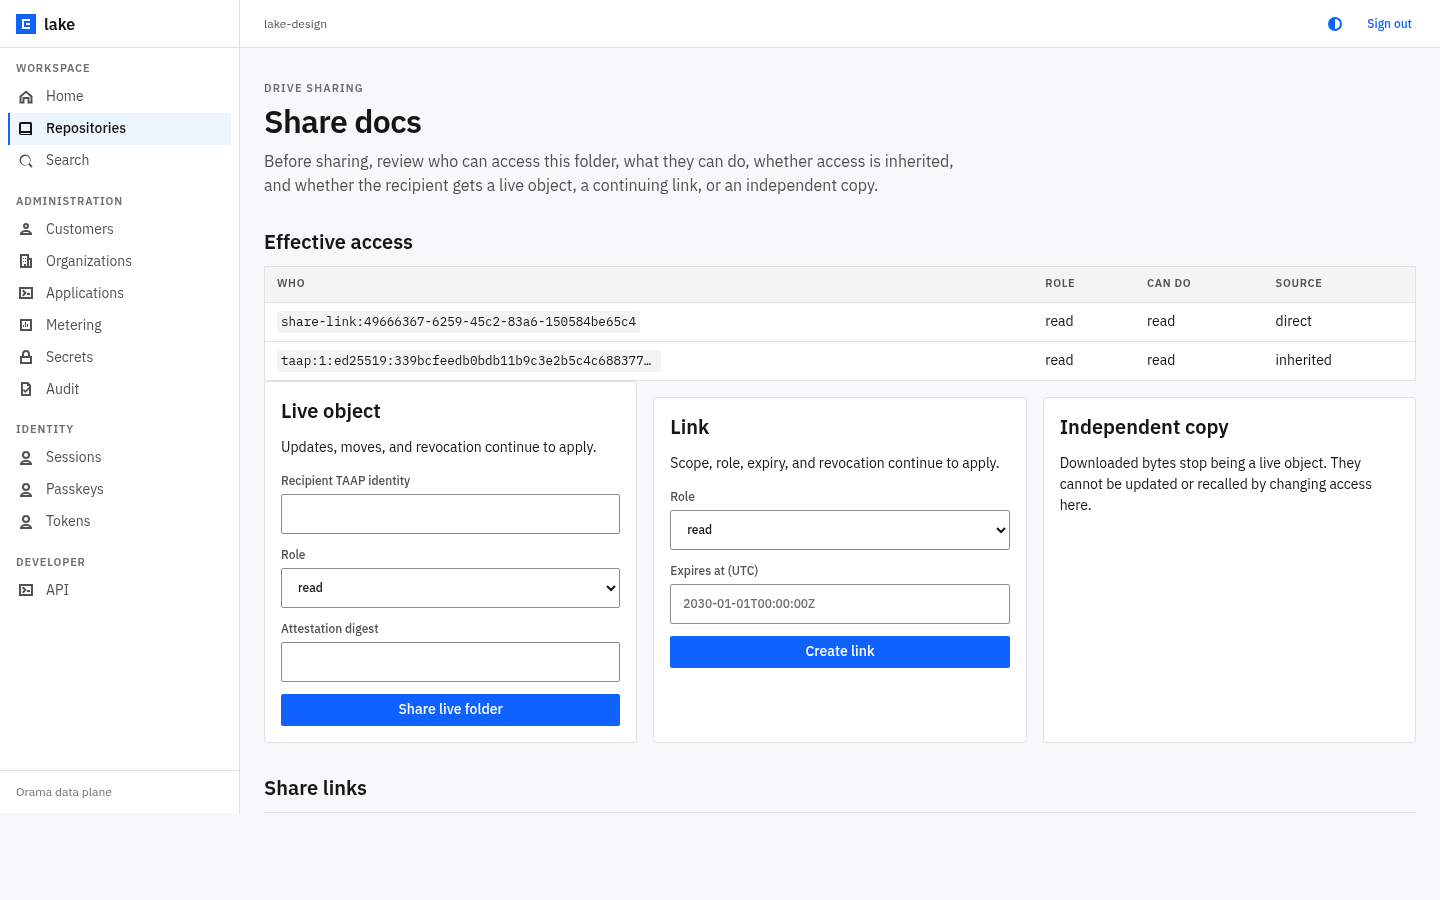 lake
lake-design
Sign out
WORKSPACE
Home
Repositories
Search
ADMINISTRATION
Customers
Organizations
Applications
Metering
Secrets
Audit
IDENTITY
Sessions
Passkeys
Tokens
DEVELOPER
API
Orama data plane
DRIVE SHARING
Share docs
Before sharing, review who can access this folder, what they can do, whether access is inherited,
and whether the recipient gets a live object, a continuing link, or an independent copy.
Effective access
WHO ROLE CAN DO SOURCE
share-link:49666367-6259-45c2-83a6-150584be65c4 read read direct
taap:1:ed25519:339bcfeedb0bdb11b9c3e2b5c4c688377… read read inherited
Live object
Updates, moves, and revocation continue to apply.
Recipient TAAP identity
Role
read
Attestation digest
Share live folder
Link
Scope, role, expiry, and revocation continue to apply.
Role
read
Expires at (UTC)
2030-01-01T00:00:00Z
Create link
Independent copy
Downloaded bytes stop being a live object. They
cannot be updated or recalled by changing access
here.
Share links